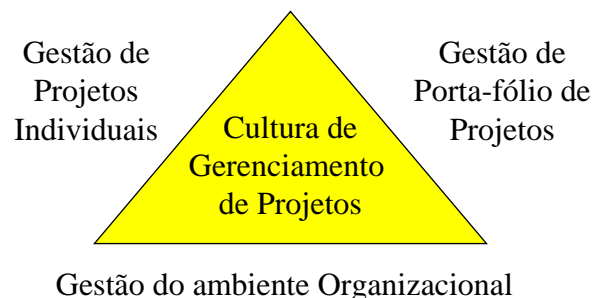 Gestão de
Projetos
Individuais
Gestão de
Porta-fólio de
Projetos
Cultura de
Gerenciamento
de Projetos
Gestão do ambiente Organizacional